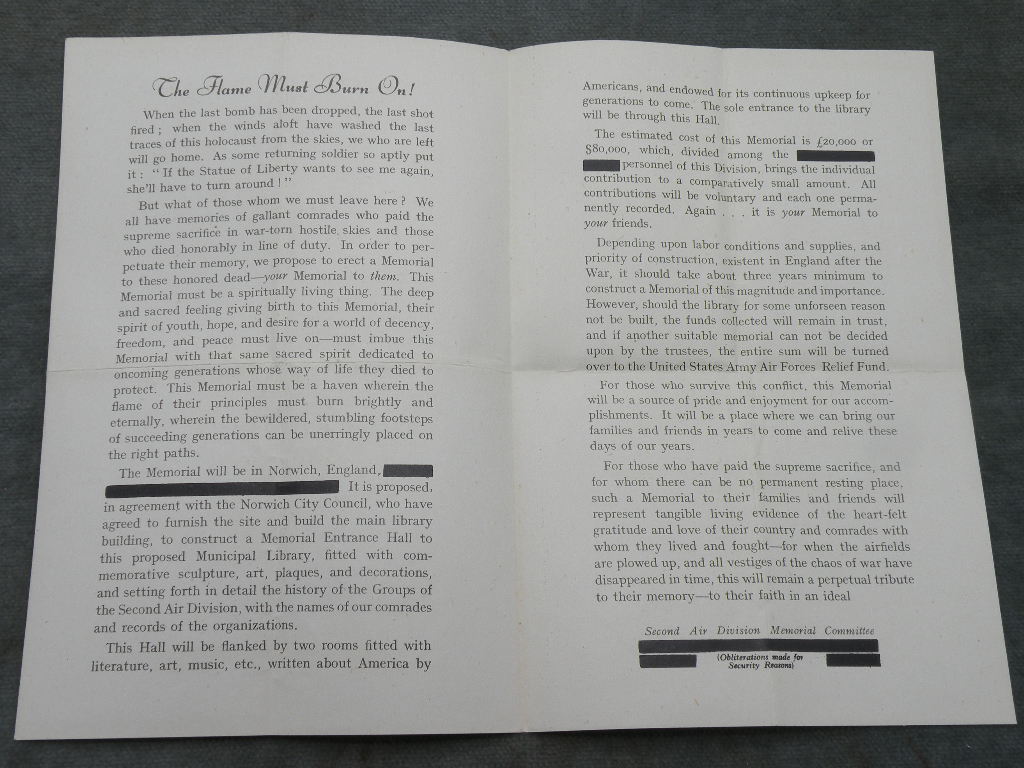 The Flame Must Burn On!
When the last bomb has been dropped, the last shot
fired ; when the winds aloft have washed the last
traces of this holocaust from the skies, we who are left
will go home. As some returning soldier so aptly put
it : " If the Statue of Liberty wants to see me again,
she'll have to turn around ! "
But what of those whom we must leave here ? We
all have memories of gallant comrades who paid the
supreme sacrifice in war-torn hostile skies and those
who died honorably in line of duty. In order to per-
petuate their memory, we propose to erect a Memorial
to these honored dead—your Memorial to them. This
Memorial must be a spiritually living thing. The deep
and sacred feeling giving birth to this Memorial, their
spirit of youth, hope, and desire for a world of decency,
freedom, and peace must live on—must imbue this
Memorial with that same sacred spirit dedicated to
oncoming generations whose way of life they died to
protect. This Memorial must be a haven wherein the
flame of their principles must burn brightly and
eternally, wherein the bewildered, stumbling footsteps
of succeeding generations can be unerringly placed on
the right paths.
The Memorial will be in Norwich, England,
It is proposed,
in agreement with the Norwich City Council, who have
agreed to furnish the site and build the main library
building, to construct a Memorial Entrance Hall to
this proposed Municipal Library, fitted with com-
memorative sculpture, art, plaques, and decorations,
and setting forth in detail the history of the Groups of
the Second Air Division, with the names of our comrades
and records of the organizations.
This Hall will be flanked by two rooms fitted with
literature, art, music, etc., written about America by
Americans, and endowed for its continuous upkeep for
generations to come. The sole entrance to the library
will be through this Hall.
The estimated cost of this Memorial is £20,000 or
$80,000, which, divided among the
personnel of this Division, brings the individual
contribution to a comparatively small amount. All
contributions will be voluntary and each one perma-
nently recorded. Again . . . it is your Memorial to
your friends.
Depending upon labor conditions and supplies, and
priority of construction, existent in England after the
War, it should take about three years minimum to
construct a Memorial of this magnitude and importance.
However, should the library for some unforseen reason
not be built, the funds collected will remain in trust,
and if another suitable memorial can not be decided
upon by the trustees, the entire sum will be turned
over to the United States Army Air Forces Relief Fund.
For those who survive this conflict, this Memorial
will be a source of pride and enjoyment for our accom-
plishments. It will be a place where we can bring our
families and friends in years to come and relive these
days of our years.
For those who have paid the supreme sacrifice, and
for whom there can be no permanent resting place,
such a Memorial to their families and friends will
represent tangible living evidence of the heart-felt
gratitude and love of their country and comrades with
whom they lived and fought—for when the airfields
are plowed up, and all vestiges of the chaos of war have
disappeared in time, this will remain a perpetual tribute
to their memory—to their faith in an ideal
Second Air Division Memorial Committee
(Obliterations made for
Security Reasons)